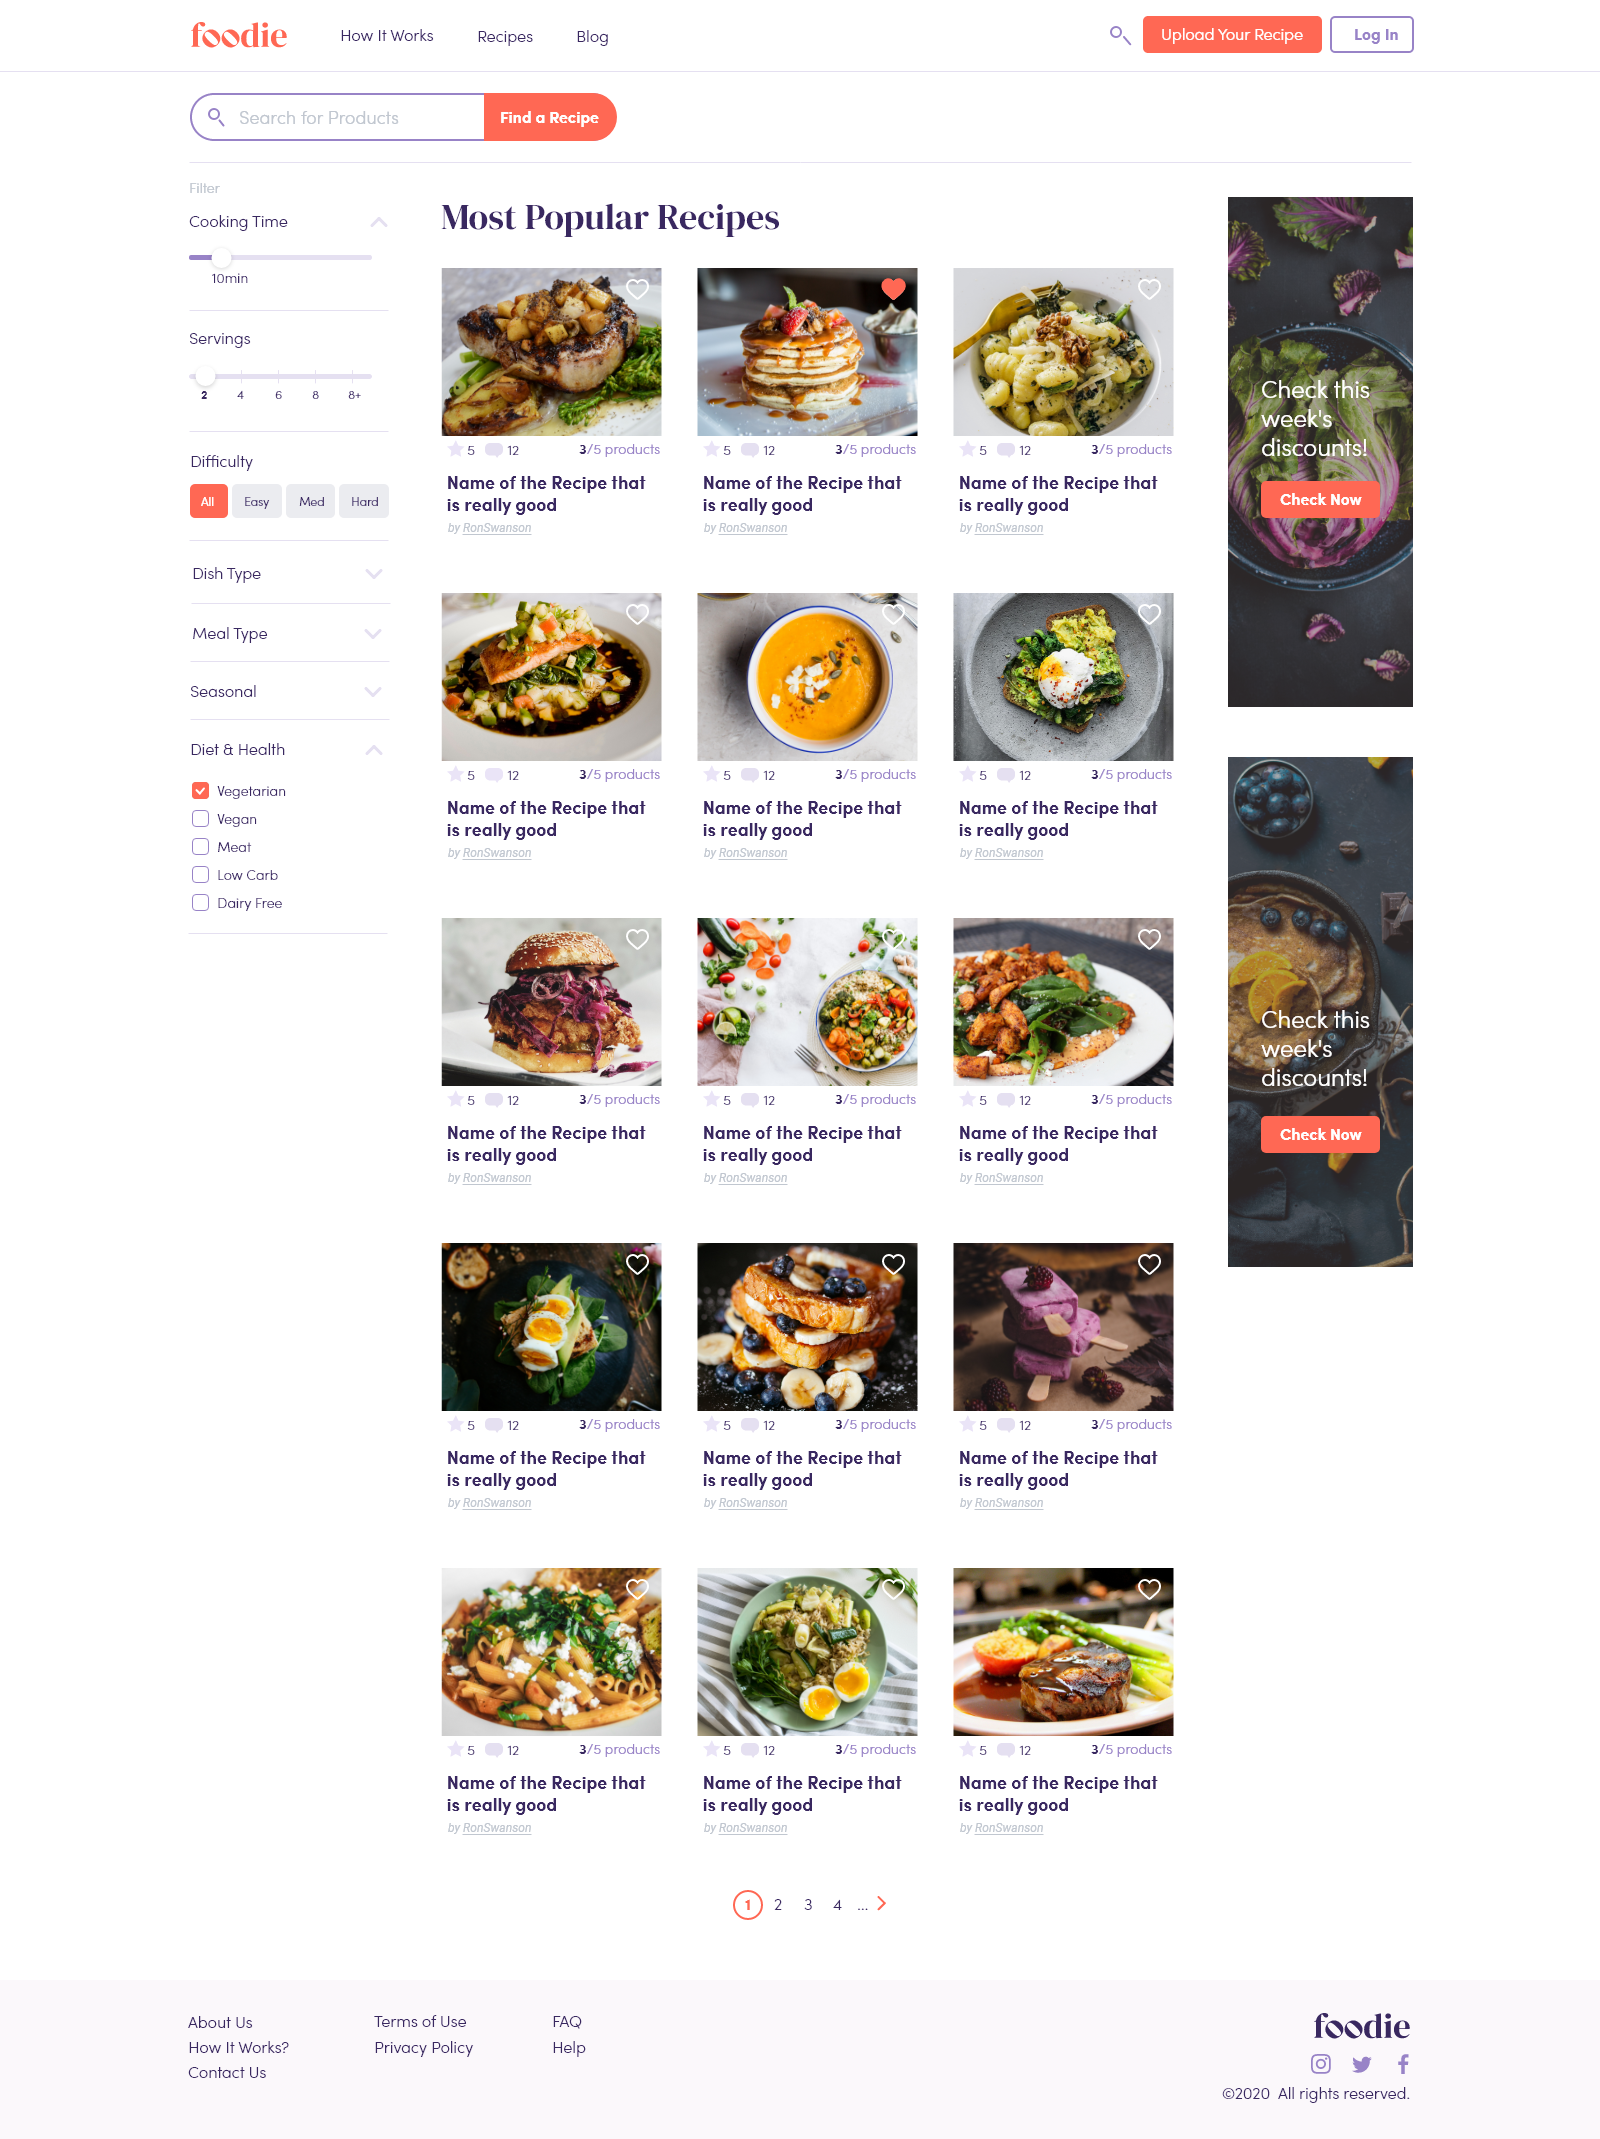 foodie
How It Works
Recipes
Blog
Upload Your Recipe
Log In
Search for Products
Find a Recipe
Filter
Cooking Time
10min
Servings
2 4 6 8 8+
Difficulty
All Easy Med Hard
Dish Type
Meal Type
Seasonal
Diet & Health
Vegetarian
Vegan
Meat
Low Carb
Dairy Free
Most Popular Recipes
5 12 3/5 products
Name of the Recipe that
is really good
by RonSwanson
5 12 3/5 products
Name of the Recipe that
is really good
by RonSwanson
5 12 3/5 products
Name of the Recipe that
is really good
by RonSwanson
5 12 3/5 products
Name of the Recipe that
is really good
by RonSwanson
5 12 3/5 products
Name of the Recipe that
is really good
by RonSwanson
5 12 3/5 products
Name of the Recipe that
is really good
by RonSwanson
5 12 3/5 products
Name of the Recipe that
is really good
by RonSwanson
5 12 3/5 products
Name of the Recipe that
is really good
by RonSwanson
5 12 3/5 products
Name of the Recipe that
is really good
by RonSwanson
5 12 3/5 products
Name of the Recipe that
is really good
by RonSwanson
5 12 3/5 products
Name of the Recipe that
is really good
by RonSwanson
5 12 3/5 products
Name of the Recipe that
is really good
by RonSwanson
5 12 3/5 products
Name of the Recipe that
is really good
by RonSwanson
5 12 3/5 products
Name of the Recipe that
is really good
by RonSwanson
5 12 3/5 products
Name of the Recipe that
is really good
by RonSwanson
1 2 3 4 ...
Check this
week's
discounts!
Check Now
Check this
week's
discounts!
Check Now
About Us
How It Works?
Contact Us
Terms of Use
Privacy Policy
FAQ
Help
foodie
©2020 All rights reserved.